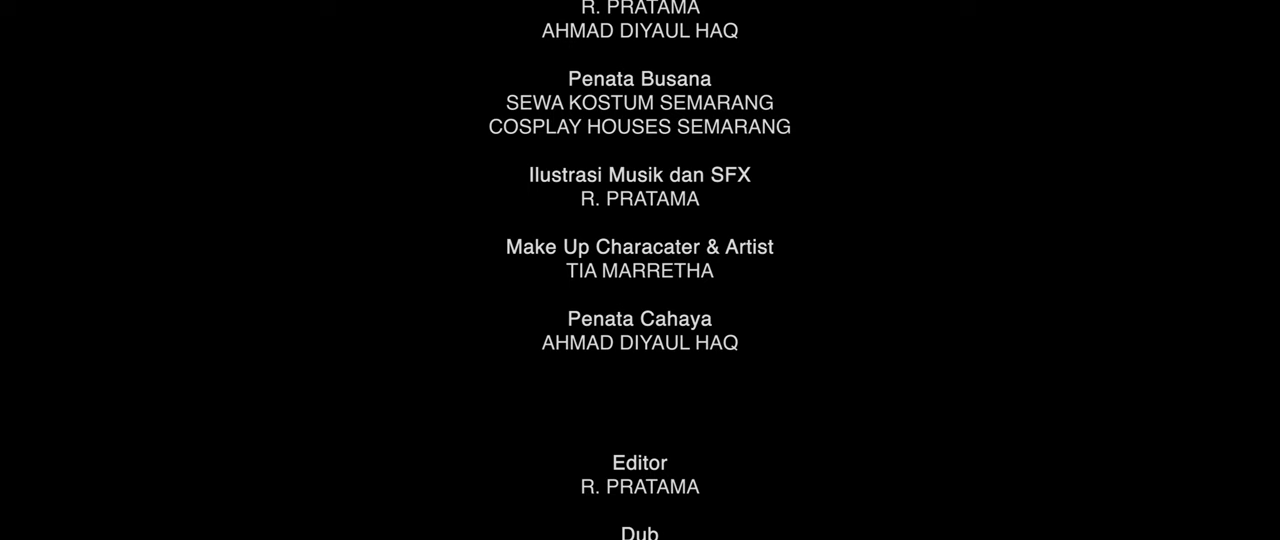 R. PRATAMA
AHMAD DIYAUL HAQ
Penata Busana
SEWA KOSTUM SEMARANG
COSPLAY HOUSES SEMARANG
Ilustrasi Musik dan SFX
R. PRATAMA
Make Up Characater & Artist
TIA MARRETHA
Penata Cahaya
AHMAD DIYAUL HAQ
Editor
R. PRATAMA
Dub